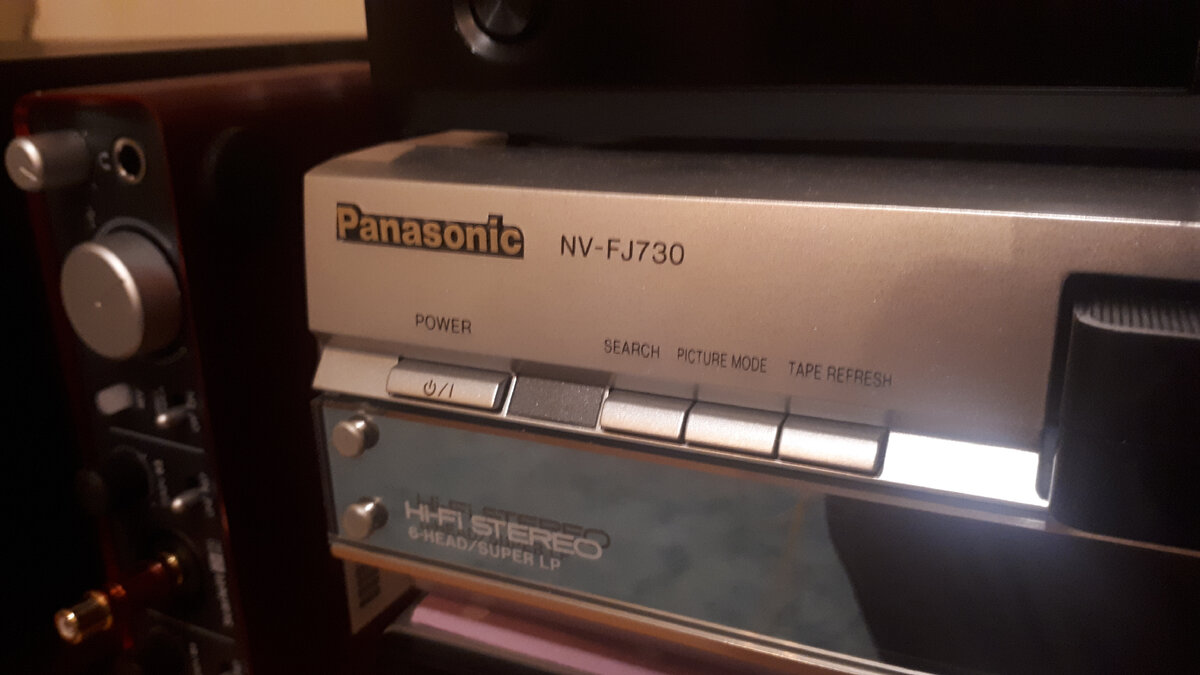 Panasonic NV-FJ730
POWER
SEARCH PICTURE MODE TAPE REFRESH
⏻/I
HI-FI STEREO
6-HEAD/SUPER LP